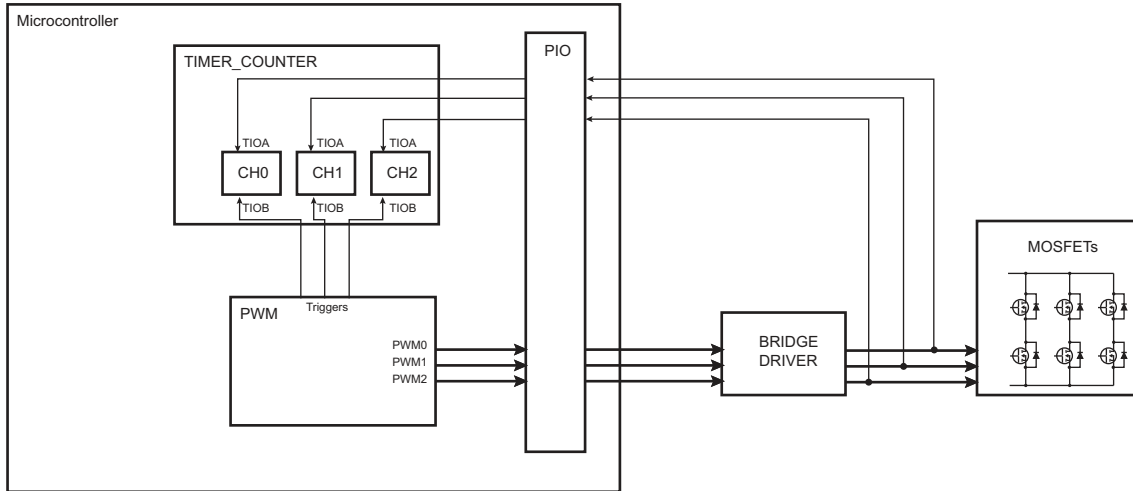 Microcontroller
PIO
TIMER_COUNTER
TIOA
TIOA
TIOA
CH0
CH1
CH2
TIOB
TIOB
TIOB
MOSFETs
Triggers
PWM
PWM0
PWM1
PWM2
BRIDGE
DRIVER